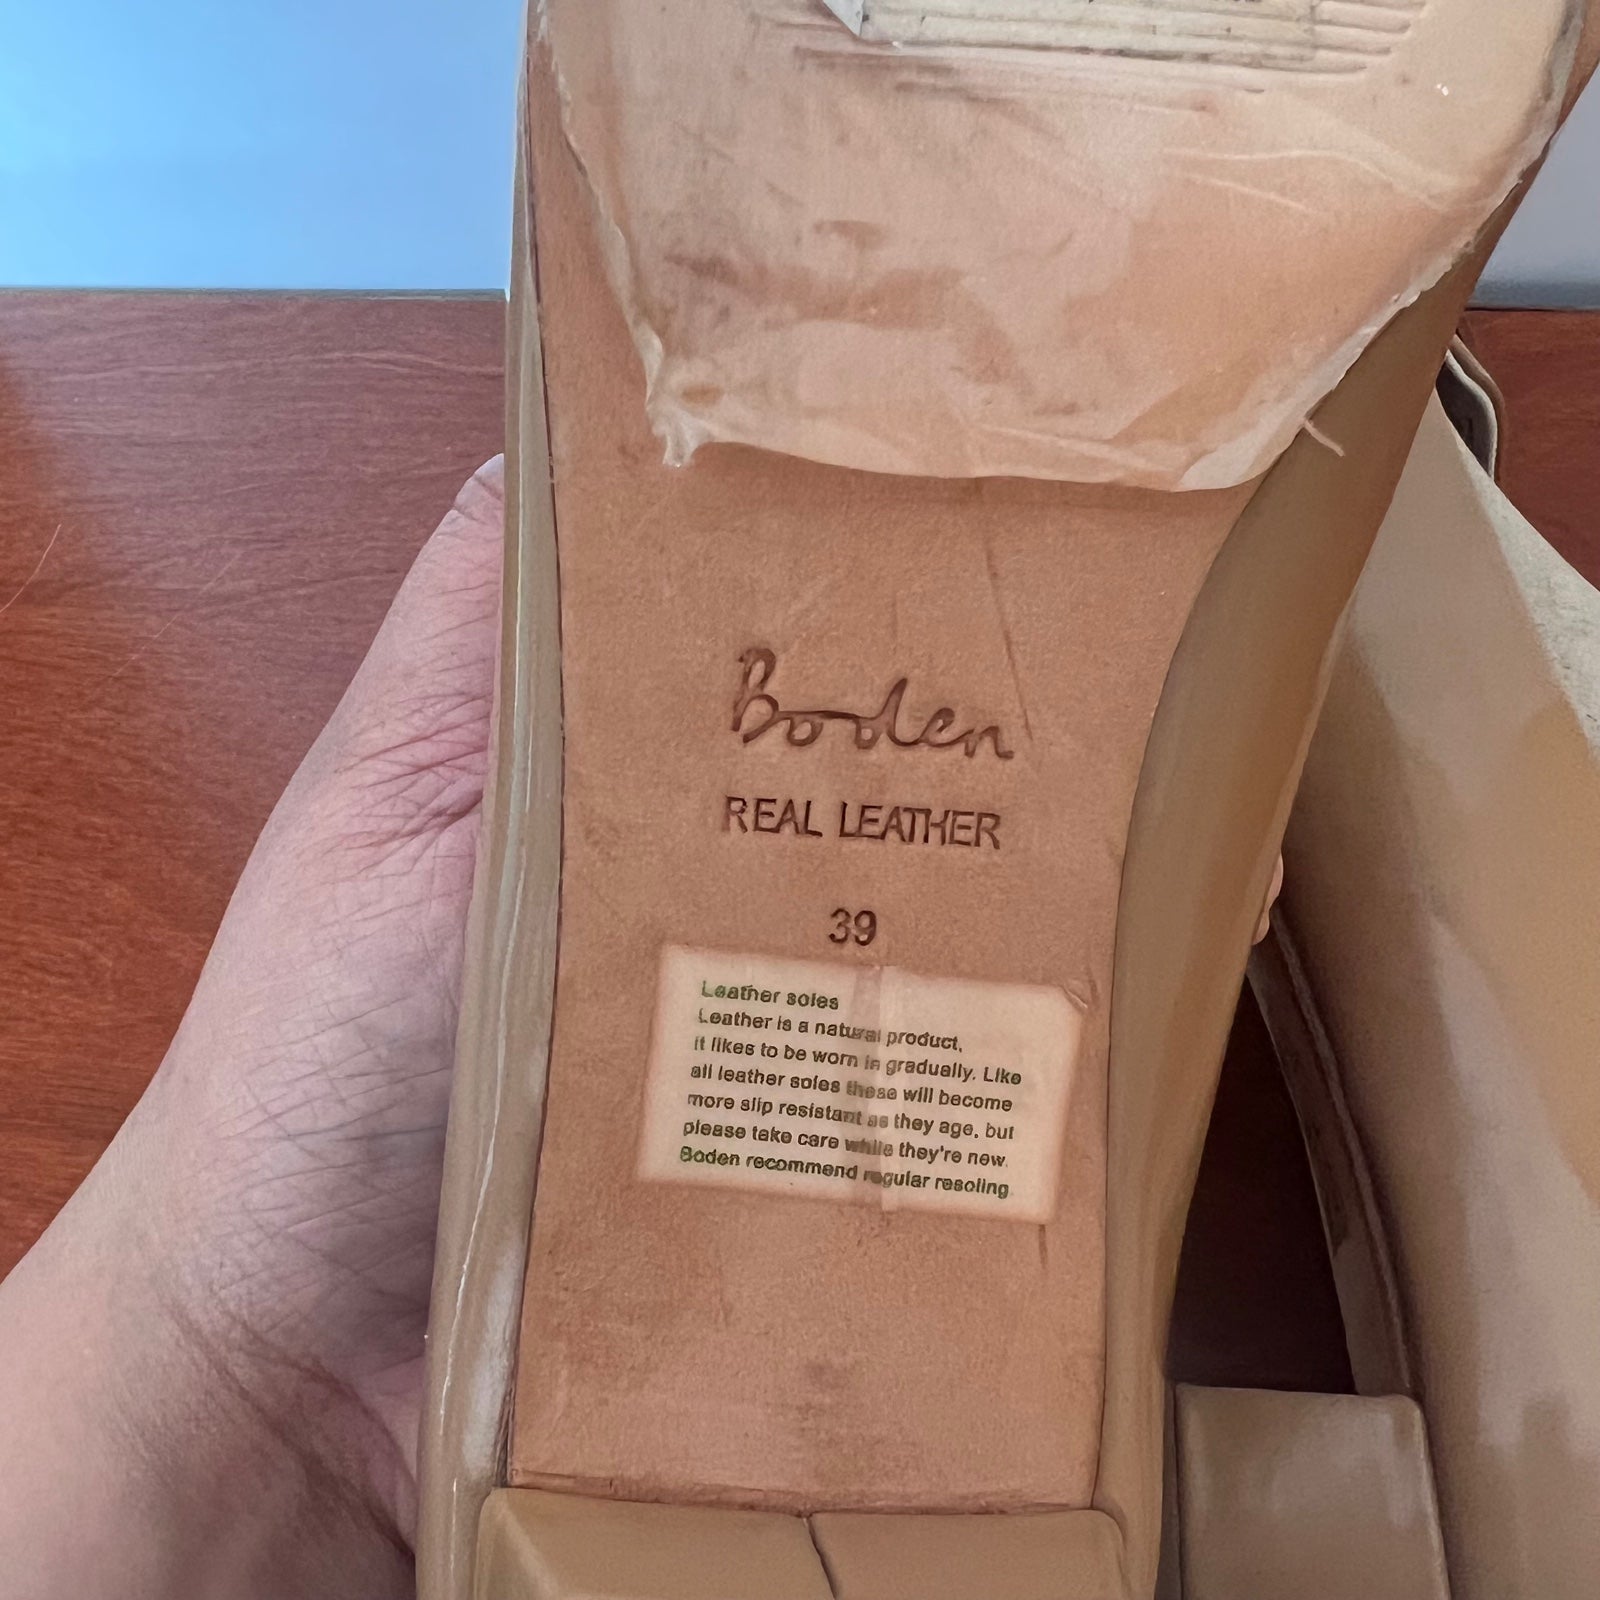 Boden
REAL LEATHER
39
Leather soles
Leather is a natural product,
it likes to be worn in gradually. Like
all leather soles these will become
more slip resistant as they age, but
please take care while they're new.
Boden recommend regular resoling